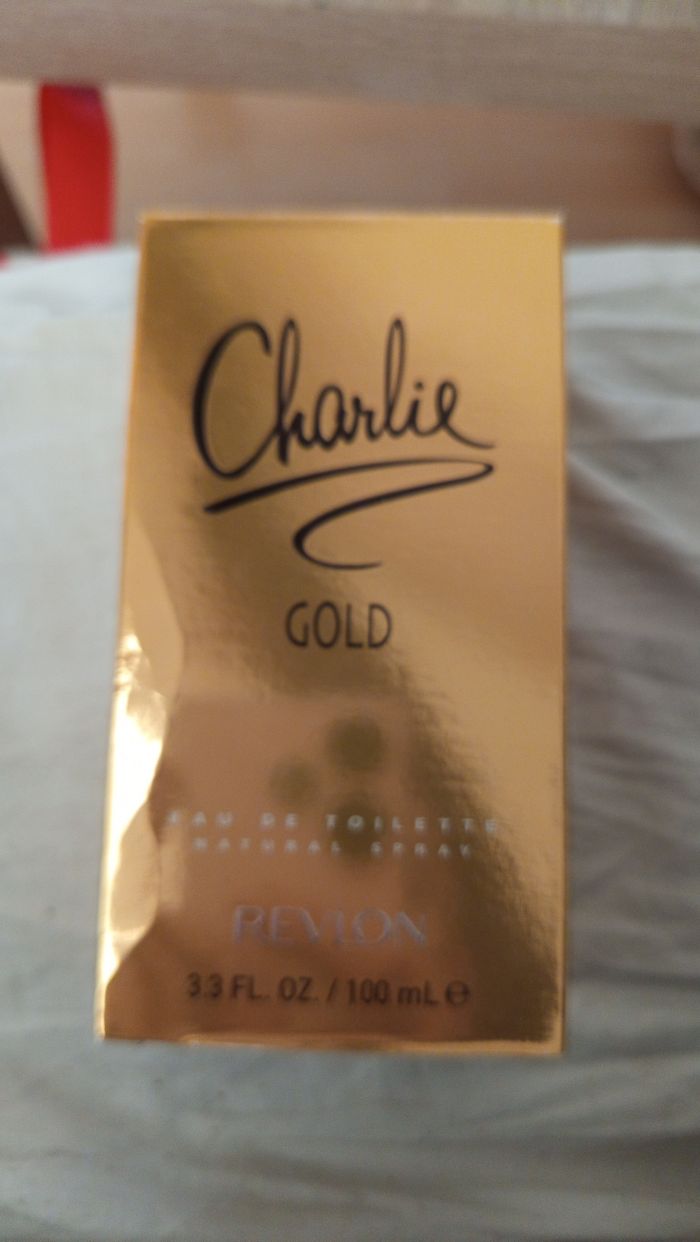 Charlie
GOLD
EAU DE TOILETTE
NATURAL SPRAY
REVLON
3.3 FL. OZ. / 100 mL ℮